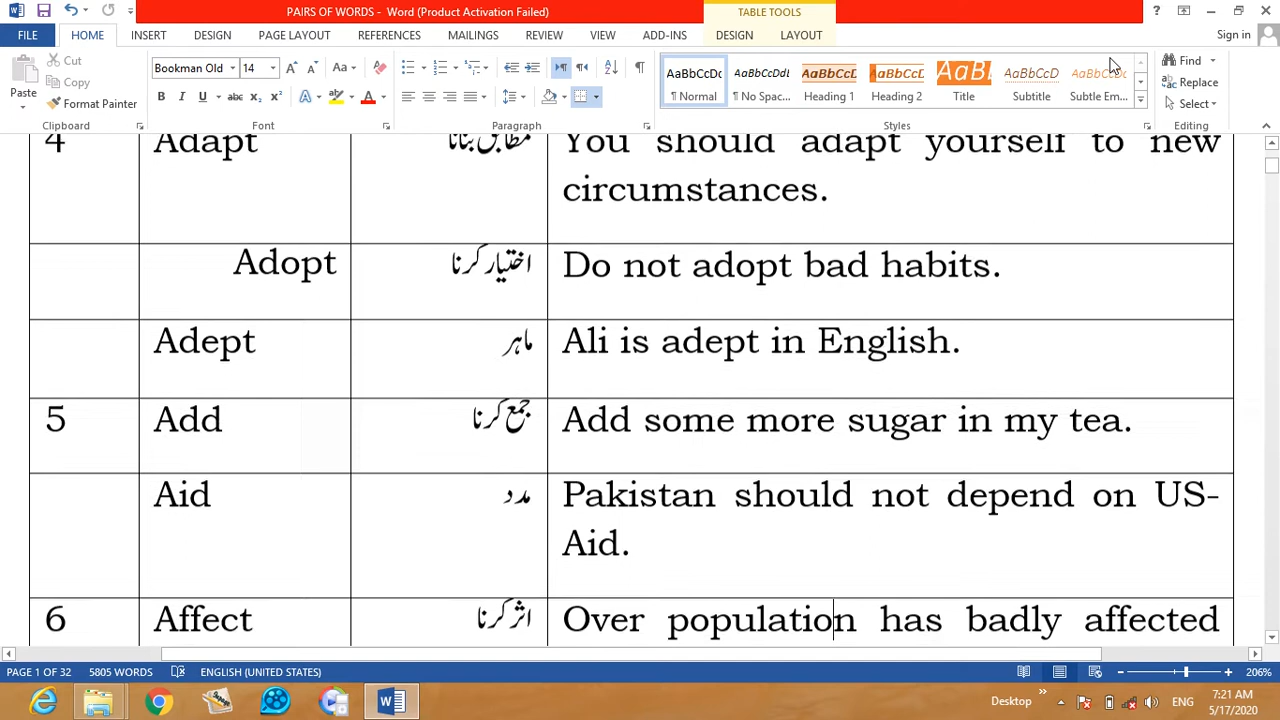 PAIRS OF WORDS - Word (Product Activation Failed)
TABLE TOOLS
FILE HOME INSERT DESIGN PAGE LAYOUT REFERENCES MAILINGS REVIEW VIEW ADD-INS DESIGN LAYOUT Sign in
Cut
Copy
Format Painter
Paste
Clipboard
Bookman Old 14
Font
Paragraph
AaBbCcDc AaBbCcDdI AaBbCcD AaBbCcD AaBl AaBbCcD AaBbCcDc
¶ Normal ¶ No Spac... Heading 1 Heading 2 Title Subtitle Subtle Em...
Styles
Find
Replace
Select
Editing
4 Adapt مطابق بنانا You should adapt yourself to new
circumstances.
Adopt اختیار کرنا Do not adopt bad habits.
Adept ماہر Ali is adept in English.
5 Add جمع کرنا Add some more sugar in my tea.
Aid مدد Pakistan should not depend on US-
Aid.
6 Affect اثر کرنا Over population has badly affected
PAGE 1 OF 32 5805 WORDS ENGLISH (UNITED STATES) 206%
Desktop ENG 7:21 AM
5/17/2020